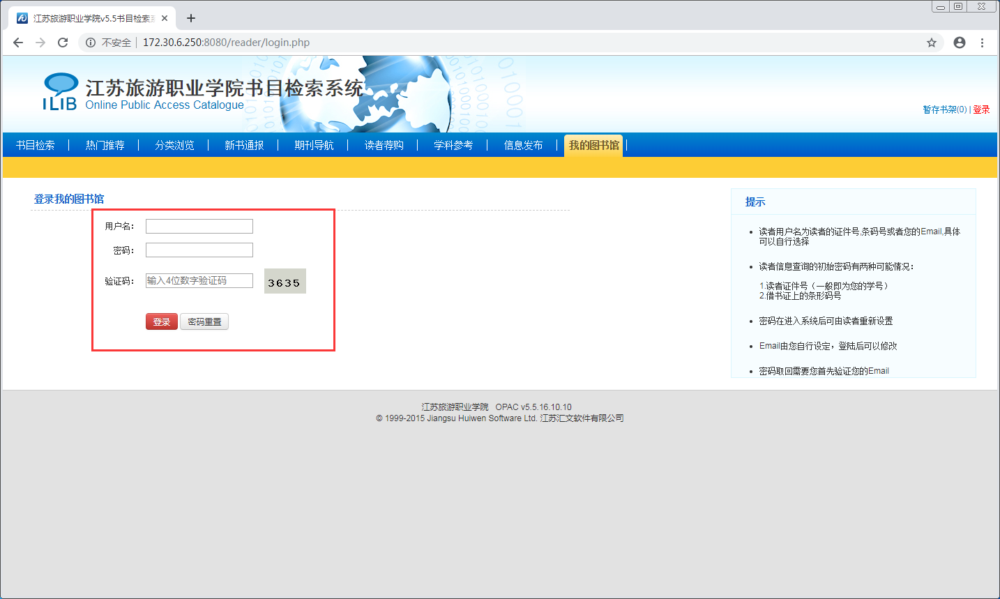 江苏旅游职业学院v5.5书目检索
不安全 172.30.6.250:8080/reader/login.php
ILIB
江苏旅游职业学院书目检索系统
Online Public Access Catalogue
暂存书架(0) | 登录
书目检索 热门推荐 分类浏览 新书通报 期刊导航 读者荐购 学科参考 信息发布 我的图书馆
登录我的图书馆
用户名:
密码:
验证码: 输入4位数字验证码 3635
登录 密码重置
提示
读者用户名为读者的证件号,条码号或者您的Email,具体
可以自行选择
读者信息查询的初始密码有两种可能情况:
1.读者证件号（一般即为您的学号）
2.借书证上的条形码号
密码在进入系统后可由读者重新设置
Email由您自行设定，登陆后可以修改
密码取回需要您首先验证您的Email
江苏旅游职业学院 OPAC v5.5.16.10.10
© 1999-2015 Jiangsu Huiwen Software Ltd. 江苏汇文软件有限公司